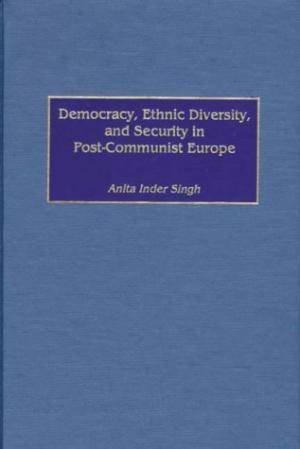 Democracy, Ethnic Diversity,
and Security in
Post-Communist Europe
Anita Inder Singh